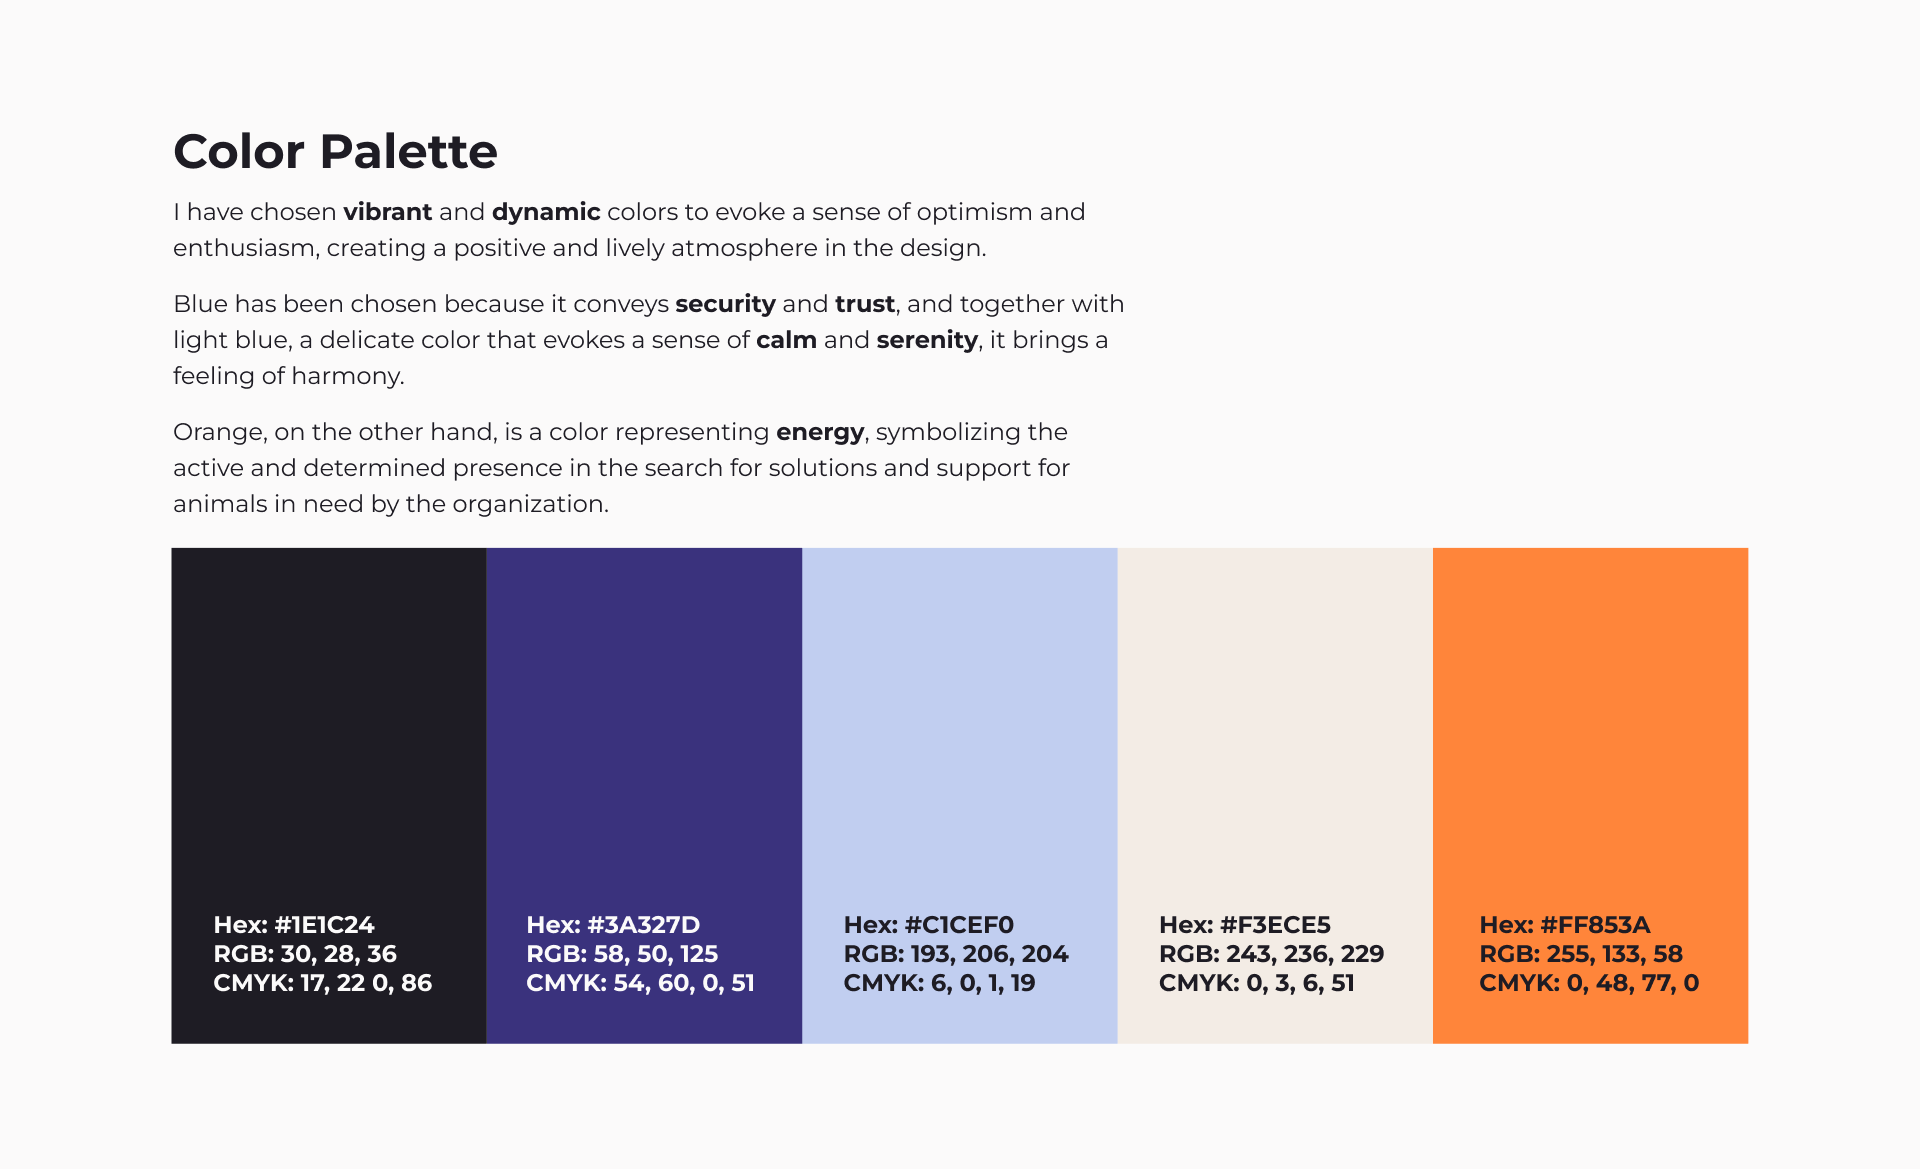 Color Palette
I have chosen vibrant and dynamic colors to evoke a sense of optimism and
enthusiasm, creating a positive and lively atmosphere in the design.
Blue has been chosen because it conveys security and trust, and together with
light blue, a delicate color that evokes a sense of calm and serenity, it brings a
feeling of harmony.
Orange, on the other hand, is a color representing energy, symbolizing the
active and determined presence in the search for solutions and support for
animals in need by the organization.
Hex: #1E1C24
RGB: 30, 28, 36
CMYK: 17, 22 0, 86
Hex: #3A327D
RGB: 58, 50, 125
CMYK: 54, 60, 0, 51
Hex: #C1CEF0
RGB: 193, 206, 204
CMYK: 6, 0, 1, 19
Hex: #F3ECE5
RGB: 243, 236, 229
CMYK: 0, 3, 6, 51
Hex: #FF853A
RGB: 255, 133, 58
CMYK: 0, 48, 77, 0